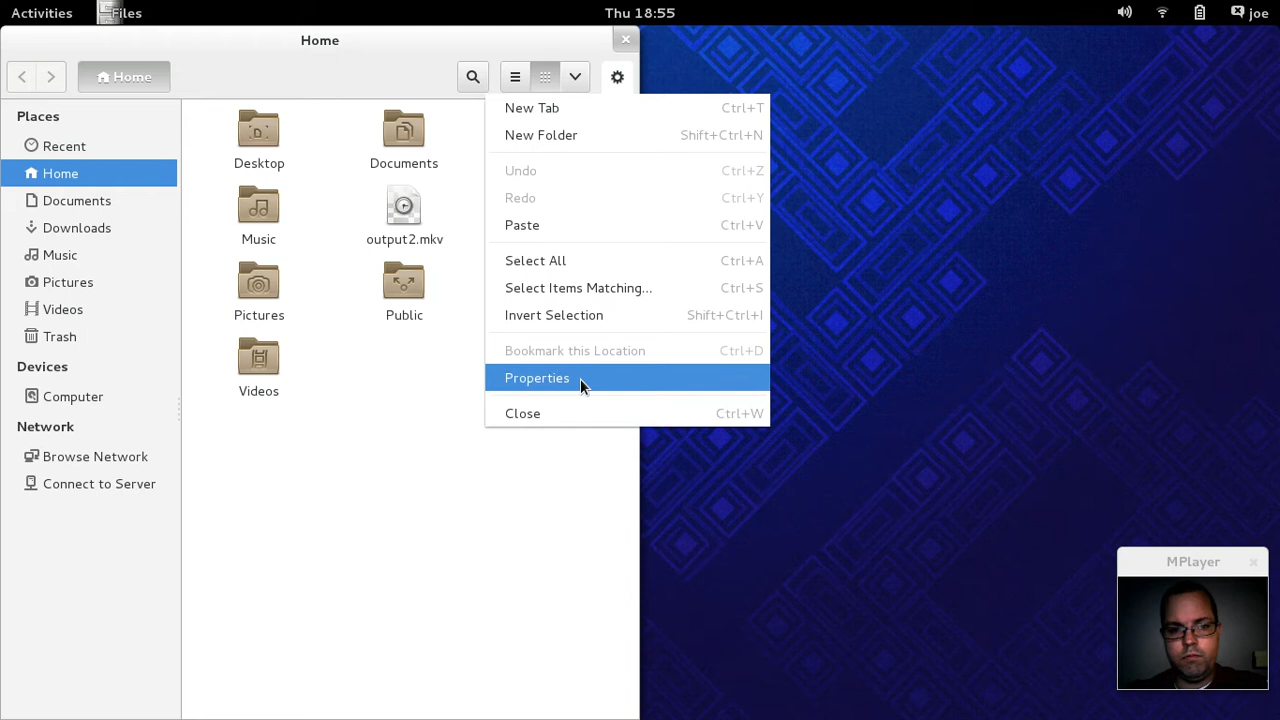 Activities Files Thu 18:55 joe
Home
Home
Places
Recent
Home
Documents
Downloads
Music
Pictures
Videos
Trash
Devices
Computer
Network
Browse Network
Connect to Server
Desktop Documents
Music output2.mkv
Pictures Public
Videos
New Tab Ctrl+T
New Folder Shift+Ctrl+N
Undo Ctrl+Z
Redo Ctrl+Y
Paste Ctrl+V
Select All Ctrl+A
Select Items Matching... Ctrl+S
Invert Selection Shift+Ctrl+I
Bookmark this Location Ctrl+D
Properties
Close Ctrl+W
MPlayer